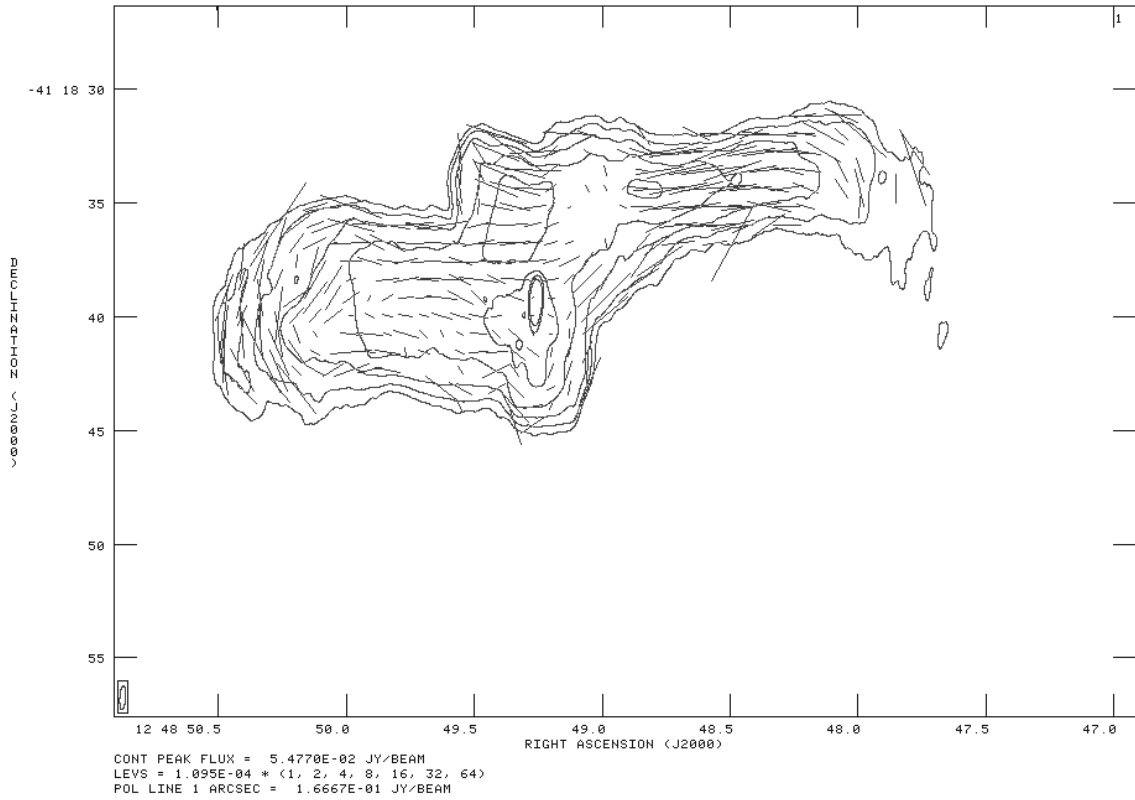 1
-41 18 30
35
40
45
50
55
DECLINATION (J2000)
12 48 50.5 50.0 49.5 49.0 48.5 48.0 47.5 47.0
RIGHT ASCENSION (J2000)
CONT PEAK FLUX = 5.4770E-02 JY/BEAM
LEVS = 1.095E-04 * (1, 2, 4, 8, 16, 32, 64)
POL LINE 1 ARCSEC = 1.6667E-01 JY/BEAM